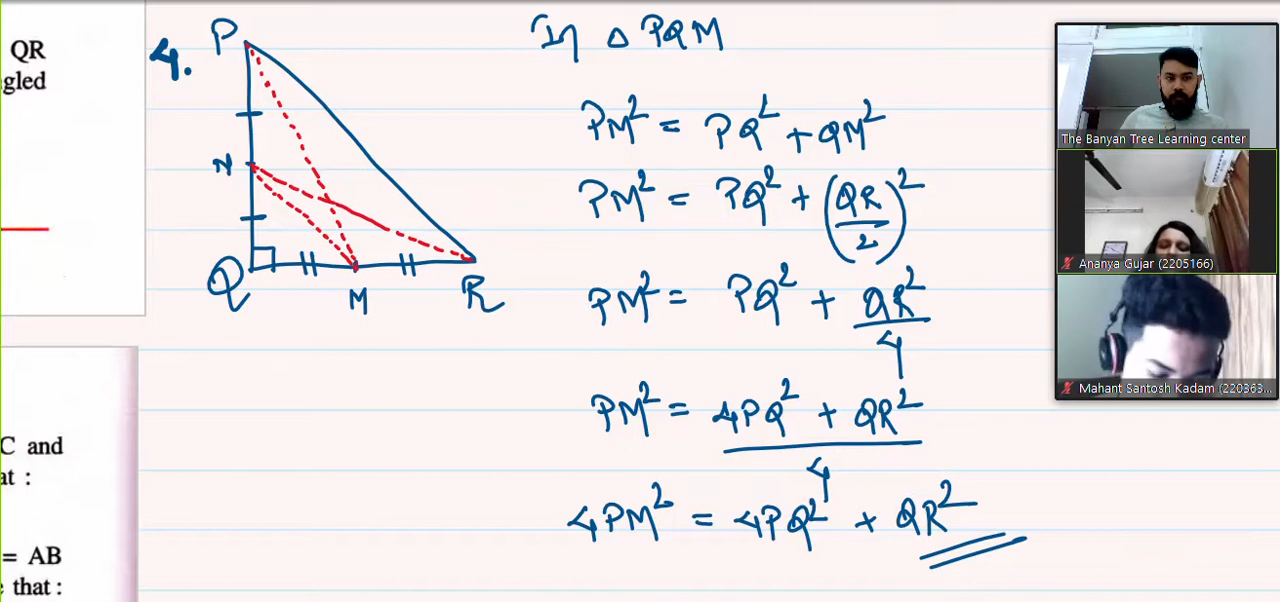 QR
gled
C and
at :
= AB
that :
4.
P
N
Q
M
R
In △ PQM
PM² = PQ² + QM²
PM² = PQ² + (QR/2)²
PM² = PQ² + QR²/4
PM² = (4PQ² + QR²)/4
4PM² = 4PQ² + QR²
The Banyan Tree Learning center
Ananya Gujar (2205166)
Mahant Santosh Kadam (220363...